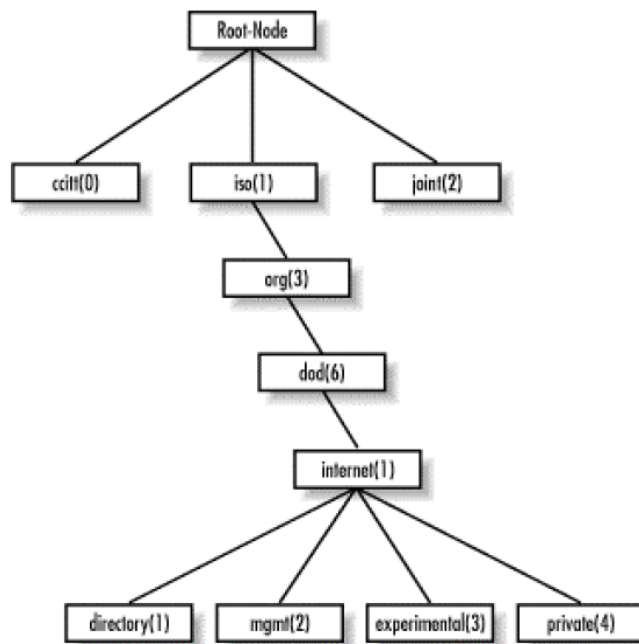 Root-Node
ccitt(0)
iso(1)
joint(2)
org(3)
dod(6)
internet(1)
directory(1)
mgmt(2)
experimental(3)
private(4)